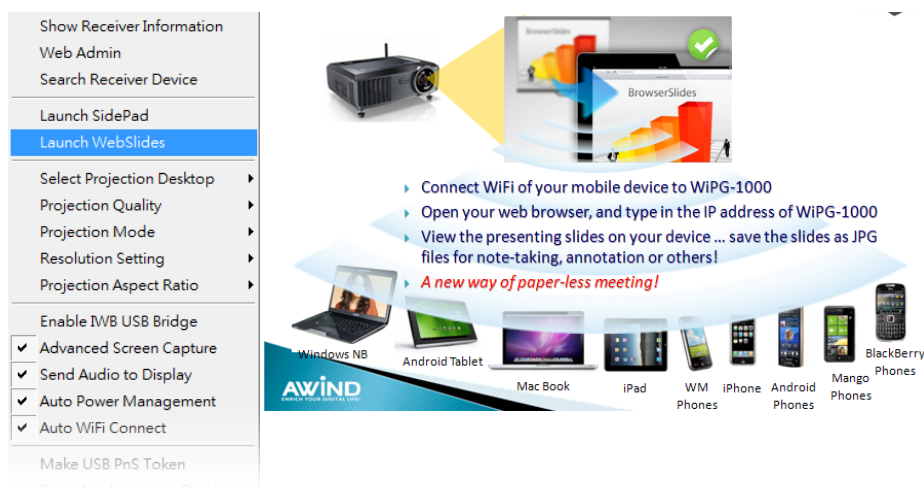 Show Receiver Information
Web Admin
Search Receiver Device
Launch SidePad
Launch WebSlides
Select Projection Desktop
Projection Quality
Projection Mode
Resolution Setting
Projection Aspect Ratio
Enable IWB USB Bridge
Advanced Screen Capture
Send Audio to Display
Auto Power Management
Auto WiFi Connect
Make USB PnS Token
BrowserSlides
BrowserSlides
Connect WiFi of your mobile device to WiPG-1000
Open your web browser, and type in the IP address of WiPG-1000
View the presenting slides on your device ... save the slides as JPG
files for note-taking, annotation or others!
A new way of paper-less meeting!
Windows NB
Android Tablet
Mac Book
iPad
WM
Phones
iPhone
Android
Phones
Mango
Phones
BlackBerry
Phones
AWIND
ENRICH YOUR DIGITAL LIFE!